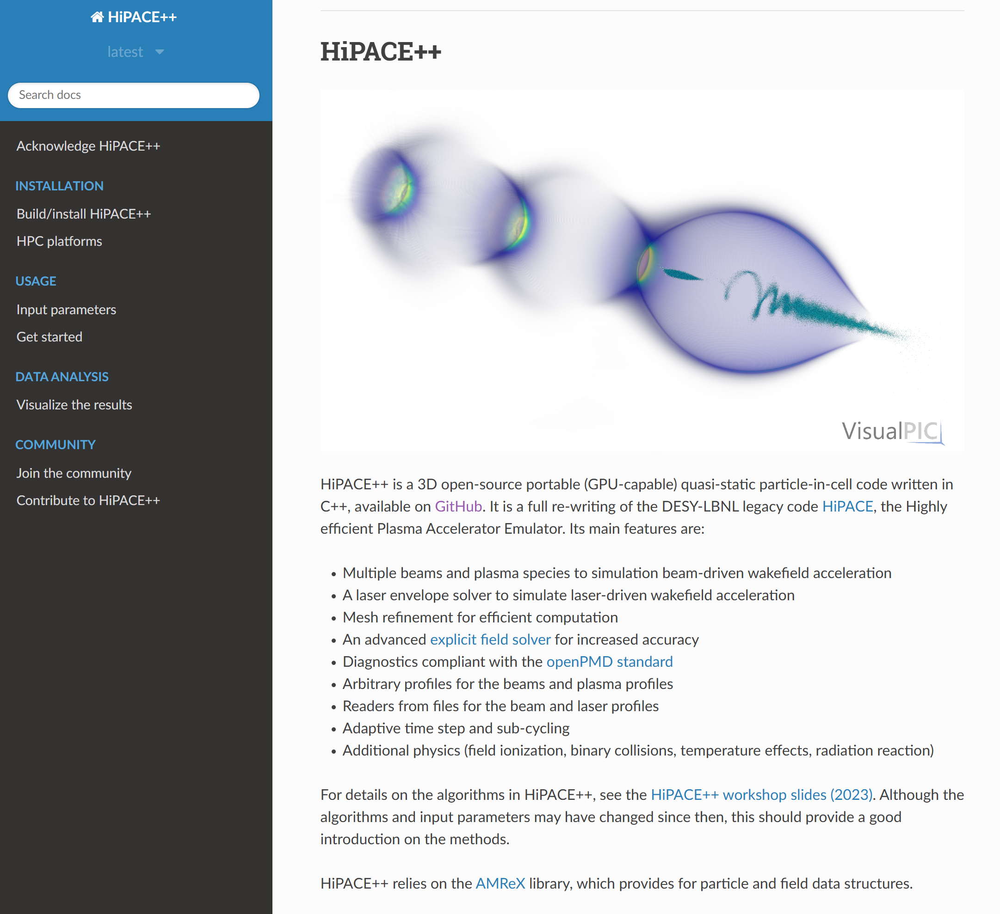 HiPACE++
latest
Search docs
Acknowledge HiPACE++
INSTALLATION
Build/install HiPACE++
HPC platforms
USAGE
Input parameters
Get started
DATA ANALYSIS
Visualize the results
COMMUNITY
Join the community
Contribute to HiPACE++
HiPACE++
VisualPIC
HiPACE++ is a 3D open-source portable (GPU-capable) quasi-static particle-in-cell code written in
C++, available on GitHub. It is a full re-writing of the DESY-LBNL legacy code HiPACE, the Highly
efficient Plasma Accelerator Emulator. Its main features are:
• Multiple beams and plasma species to simulation beam-driven wakefield acceleration
• A laser envelope solver to simulate laser-driven wakefield acceleration
• Mesh refinement for efficient computation
• An advanced explicit field solver for increased accuracy
• Diagnostics compliant with the openPMD standard
• Arbitrary profiles for the beams and plasma profiles
• Readers from files for the beam and laser profiles
• Adaptive time step and sub-cycling
• Additional physics (field ionization, binary collisions, temperature effects, radiation reaction)
For details on the algorithms in HiPACE++, see the HiPACE++ workshop slides (2023). Although the
algorithms and input parameters may have changed since then, this should provide a good
introduction on the methods.
HiPACE++ relies on the AMReX library, which provides for particle and field data structures.